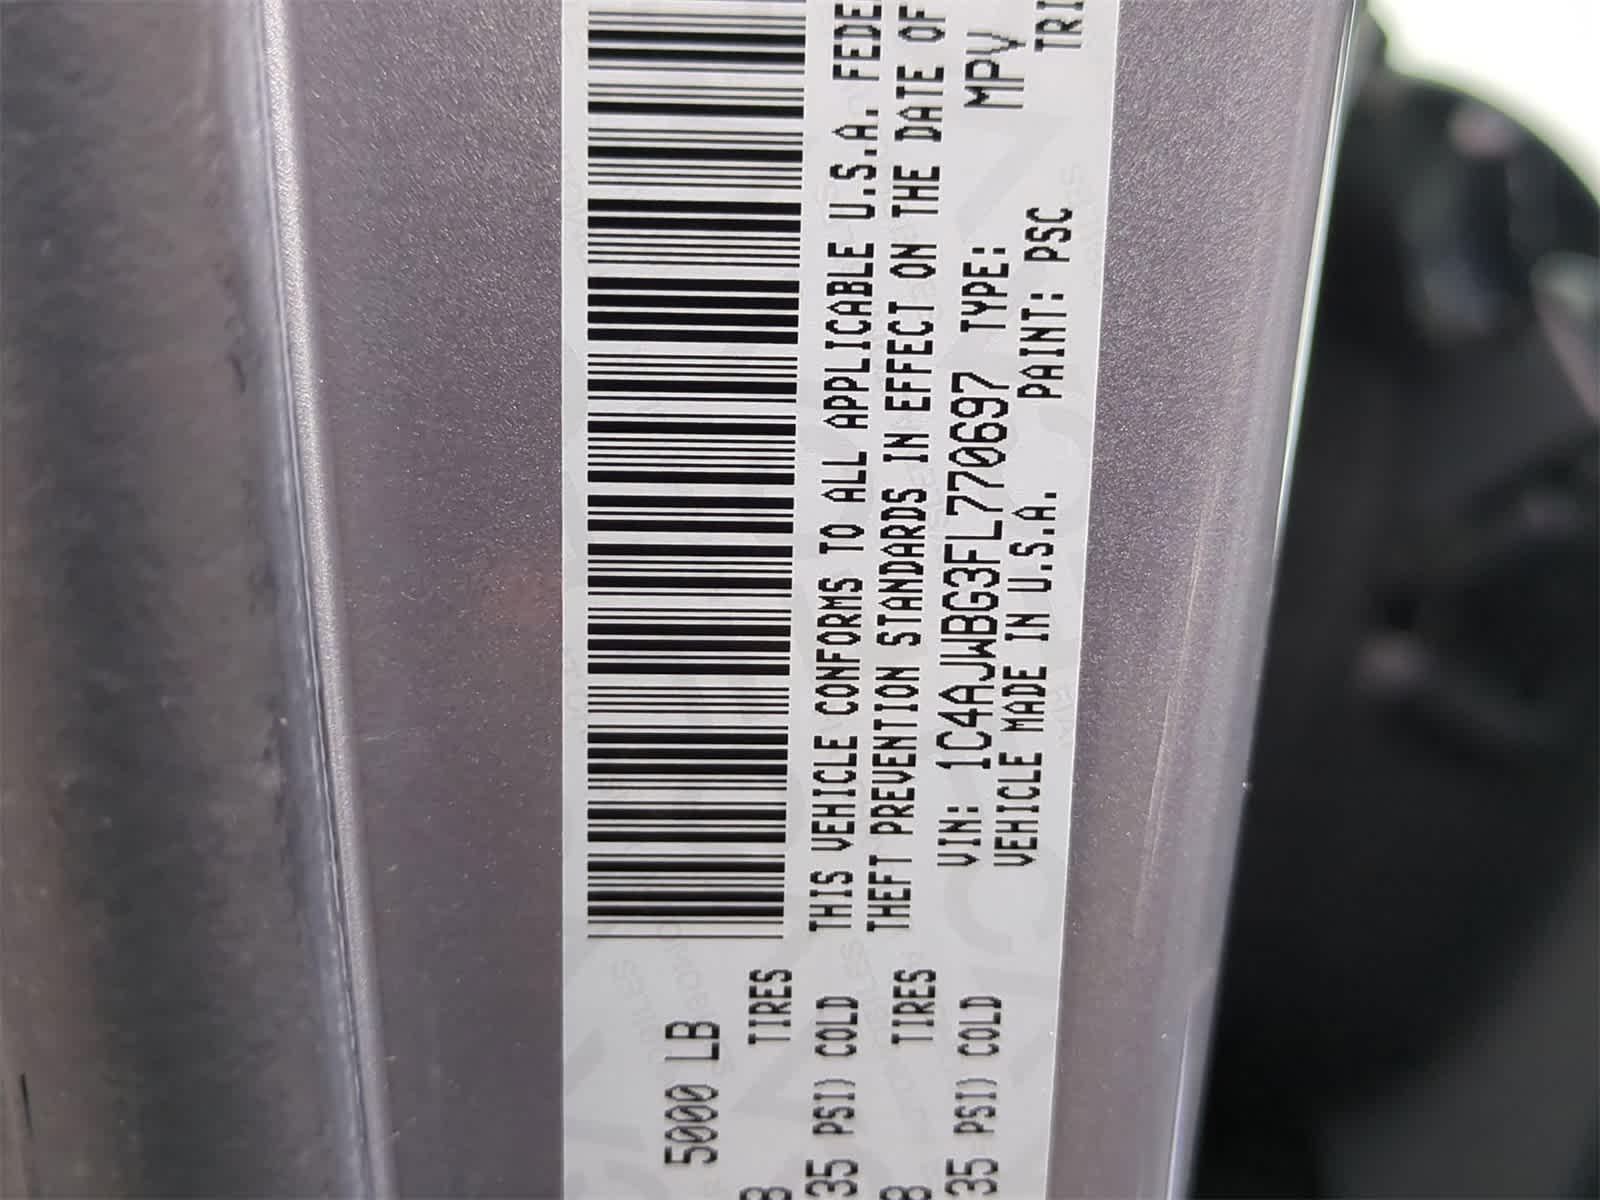 5000 LB
TIRES
35 PSI) COLD
TIRES
35 PSI) COLD
THIS VEHICLE CONFORMS TO ALL APPLICABLE U.S.A. FEDE
THEFT PREVENTION STANDARDS IN EFFECT ON THE DATE OF
VIN: 1C4AJWBG3FL770697 TYPE: MPV
VEHICLE MADE IN U.S.A. PAINT: PSC TRI